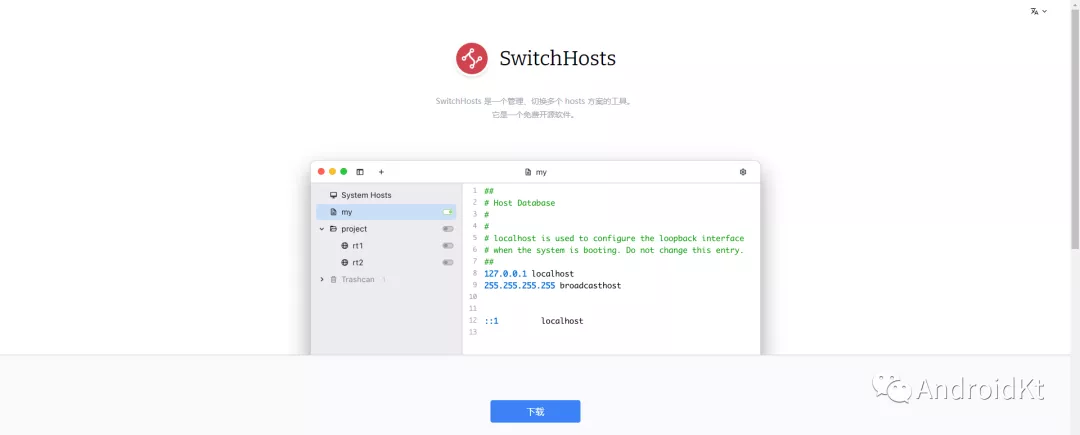 SwitchHosts
SwitchHosts 是一个管理、切换多个 hosts 方案的工具。
它是一个免费开源软件。
my
System Hosts
my
project
rt1
rt2
Trashcan 1
1 ##
2 # Host Database
3 #
4 #
5 # localhost is used to configure the loopback interface
6 # when the system is booting. Do not change this entry.
7 ##
8 127.0.0.1 localhost
9 255.255.255.255 broadcasthost
10
11
12 ::1 localhost
13
下载
AndroidKt